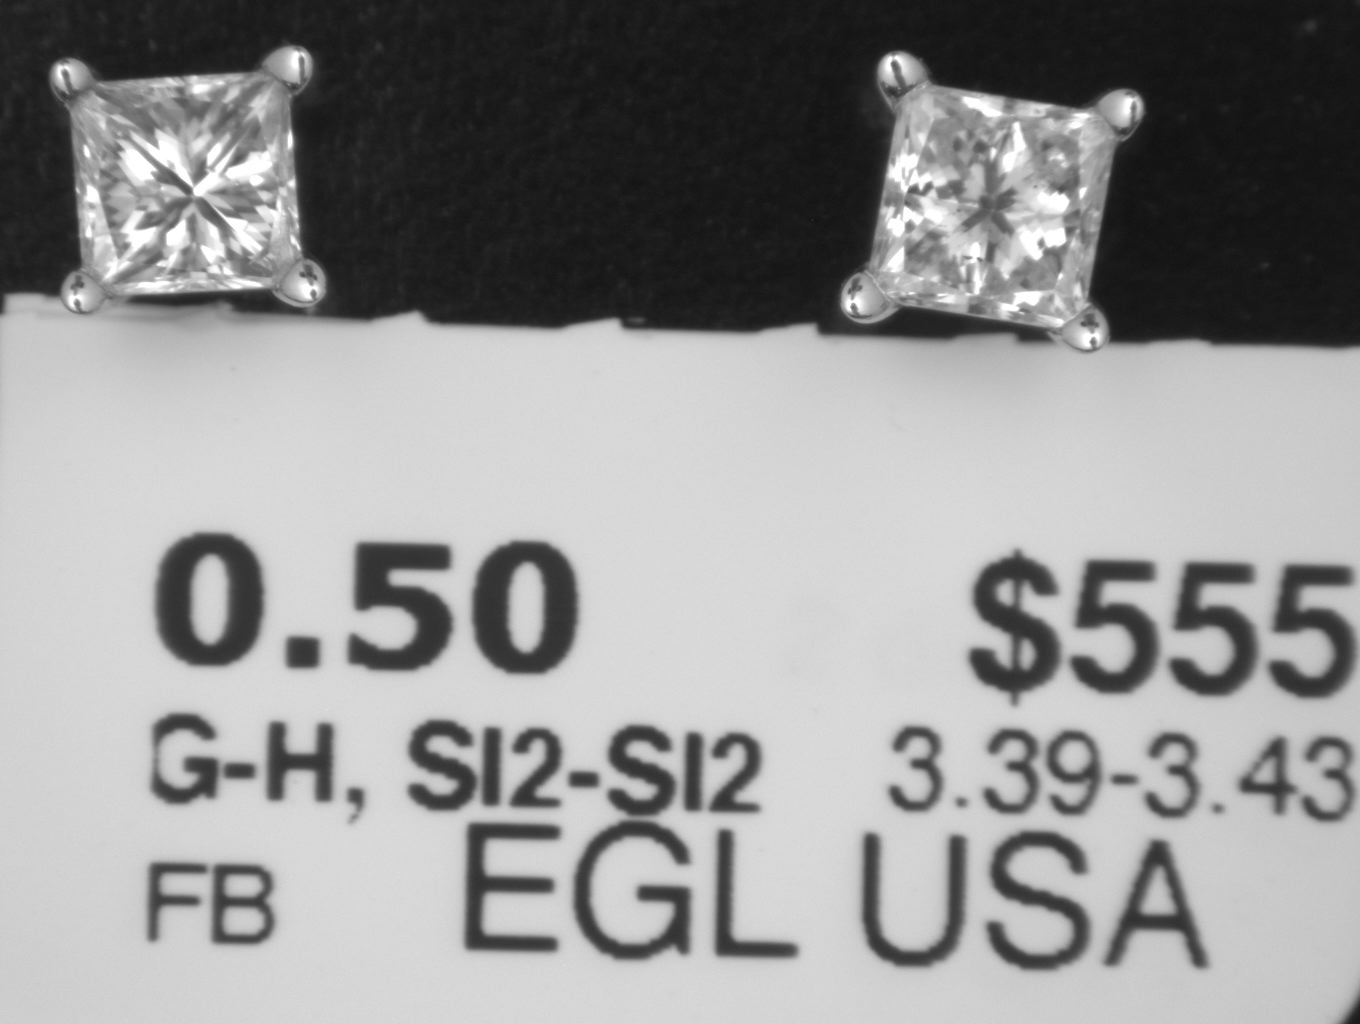 0.50 $555
G-H, SI2-SI2 3.39-3.43
FB EGL USA